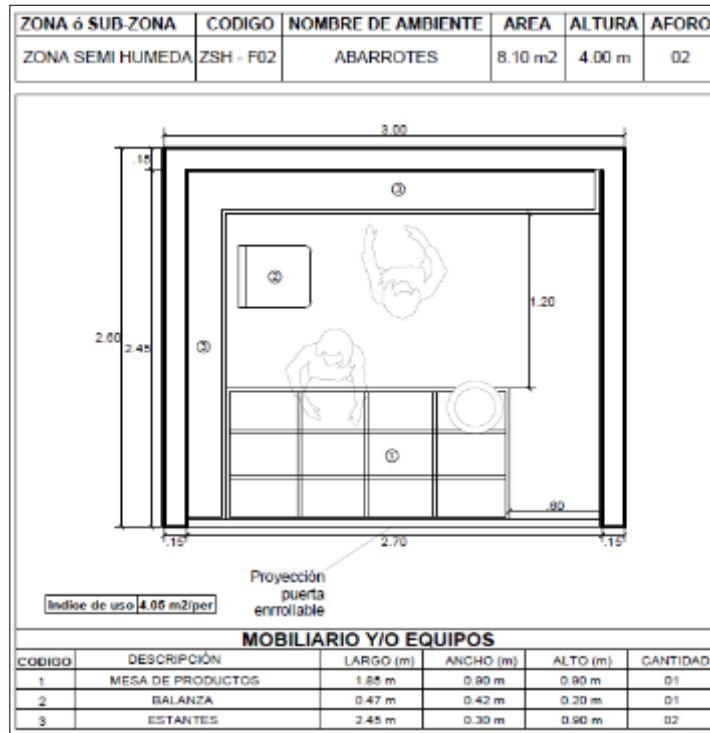 ZONA ó SUB-ZONA CODIGO NOMBRE DE AMBIENTE AREA ALTURA AFORO
ZONA SEMI HUMEDA ZSH - F02 ABARROTES 8.10 m2 4.00 m 02
3.00
.15
③
②
1.20
2.60
2.45
③
①
.80
.15
2.70
.15
Proyección
puerta
enrrollable
Indice de uso 4.05 m2/per
MOBILIARIO Y/O EQUIPOS
CODIGO DESCRIPCIÓN LARGO (m) ANCHO (m) ALTO (m) CANTIDAD
1 MESA DE PRODUCTOS 1.85 m 0.90 m 0.90 m 01
2 BALANZA 0.47 m 0.42 m 0.20 m 01
3 ESTANTES 2.45 m 0.30 m 0.90 m 02